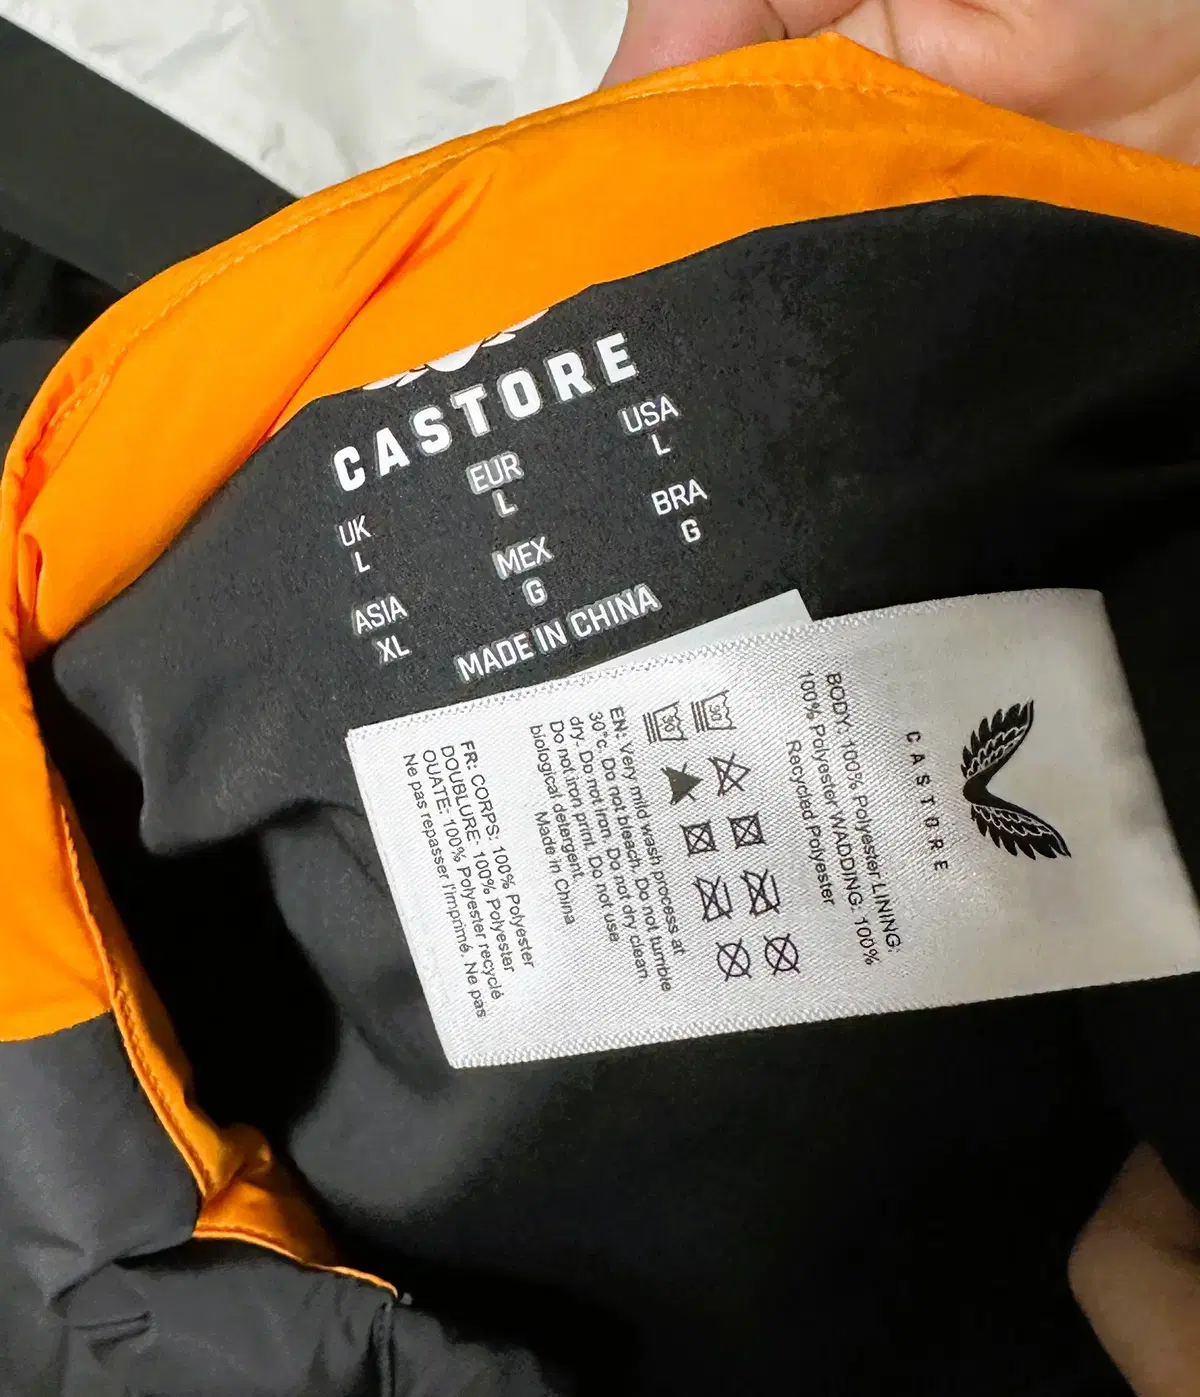 CASTORE
UK EUR USA
L L L
ASIA MEX BRA
XL G G
MADE IN CHINA
CASTORE
BODY: 100% Polyester LINING:
100% Polyester WADDING: 100%
Recyclad Polyester
30 30
EN: Very mild wash process at
30°c. Do not bleach. Do not tumble
dry. Do not iron. Do not dry clean.
Do not iron print. Do not use
biological detergent.
Made in China
FR: CORPS: 100% Polyester
DOUBLURE: 100% Polyester
OUATE: 100% Polyester recyclé
Ne pas repasser l'imprimé. Ne pas